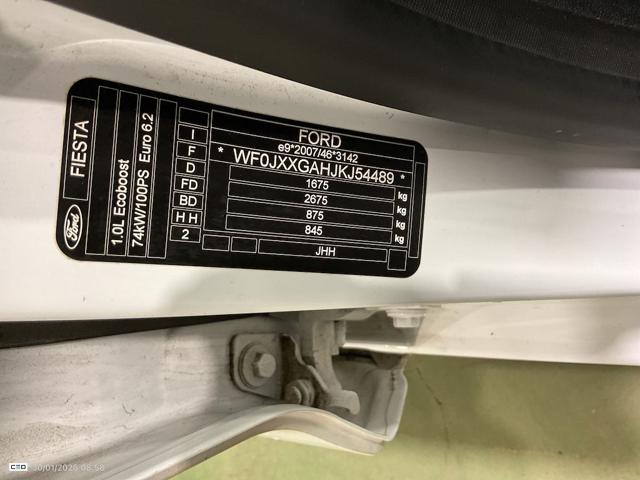 FORD
e9*2007/46*3142
* WF0JXXGAHJKJ54489 *
1675 kg
2675 kg
875 kg
845 kg
JHH
I
F
D
FD
BD
HH
2
FIESTA
1.0L Ecoboost
74kW/100PS Euro 6.2
Ford
30/01/2026 08:58